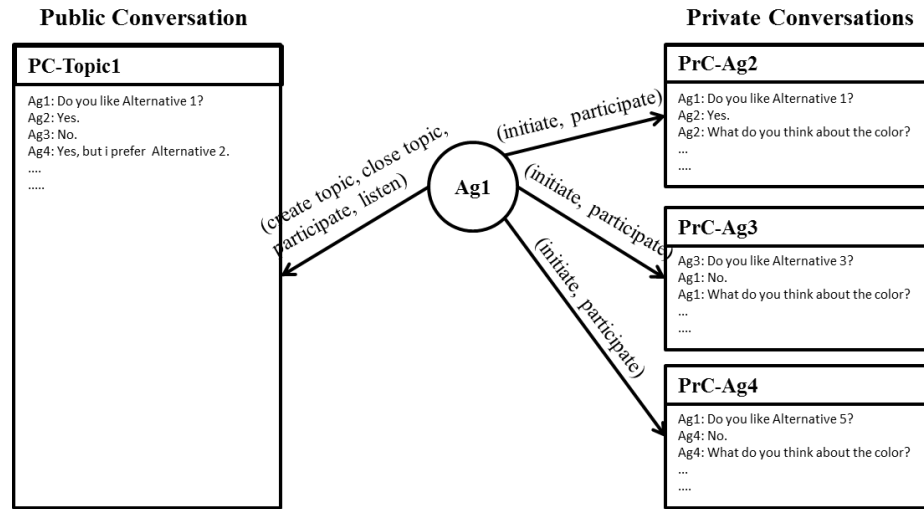 Public Conversation
PC-Topic1
Ag1: Do you like Alternative 1?
Ag2: Yes.
Ag3: No.
Ag4: Yes, but i prefer Alternative 2.
....
.....
(create topic, close topic,
participate, listen)
Ag1
(initiate, participate)
(initiate, participate)
(initiate, participate)
Private Conversations
PrC-Ag2
Ag1: Do you like Alternative 1?
Ag2: Yes.
Ag2: What do you think about the color?
...
....
PrC-Ag3
Ag3: Do you like Alternative 3?
Ag1: No.
Ag1: What do you think about the color?
...
....
PrC-Ag4
Ag1: Do you like Alternative 5?
Ag4: No.
Ag4: What do you think about the color?
...
....